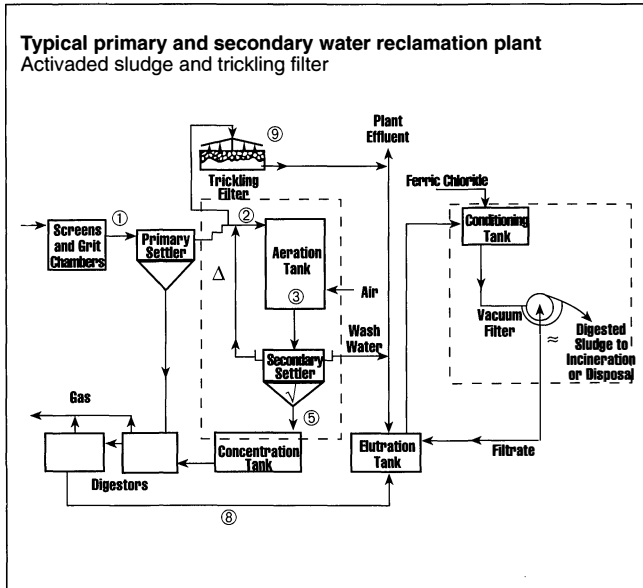 Typical primary and secondary water reclamation plant
Activaded sludge and trickling filter
⑨
Plant
Effluent
Trickling
Filter
Ferric Chloride
Conditioning
Tank
①
②
Screens
and Grit
Chambers
Primary
Settler
Aeration
Tank
Δ
③
Air
Vacuum
Filter
≈
Digested
Sludge to
Incineration
or Disposal
Wash
Water
Secondary
Settler
√
⑤
Gas
Concentration
Tank
Elutration
Tank
Filtrate
Digestors
⑧